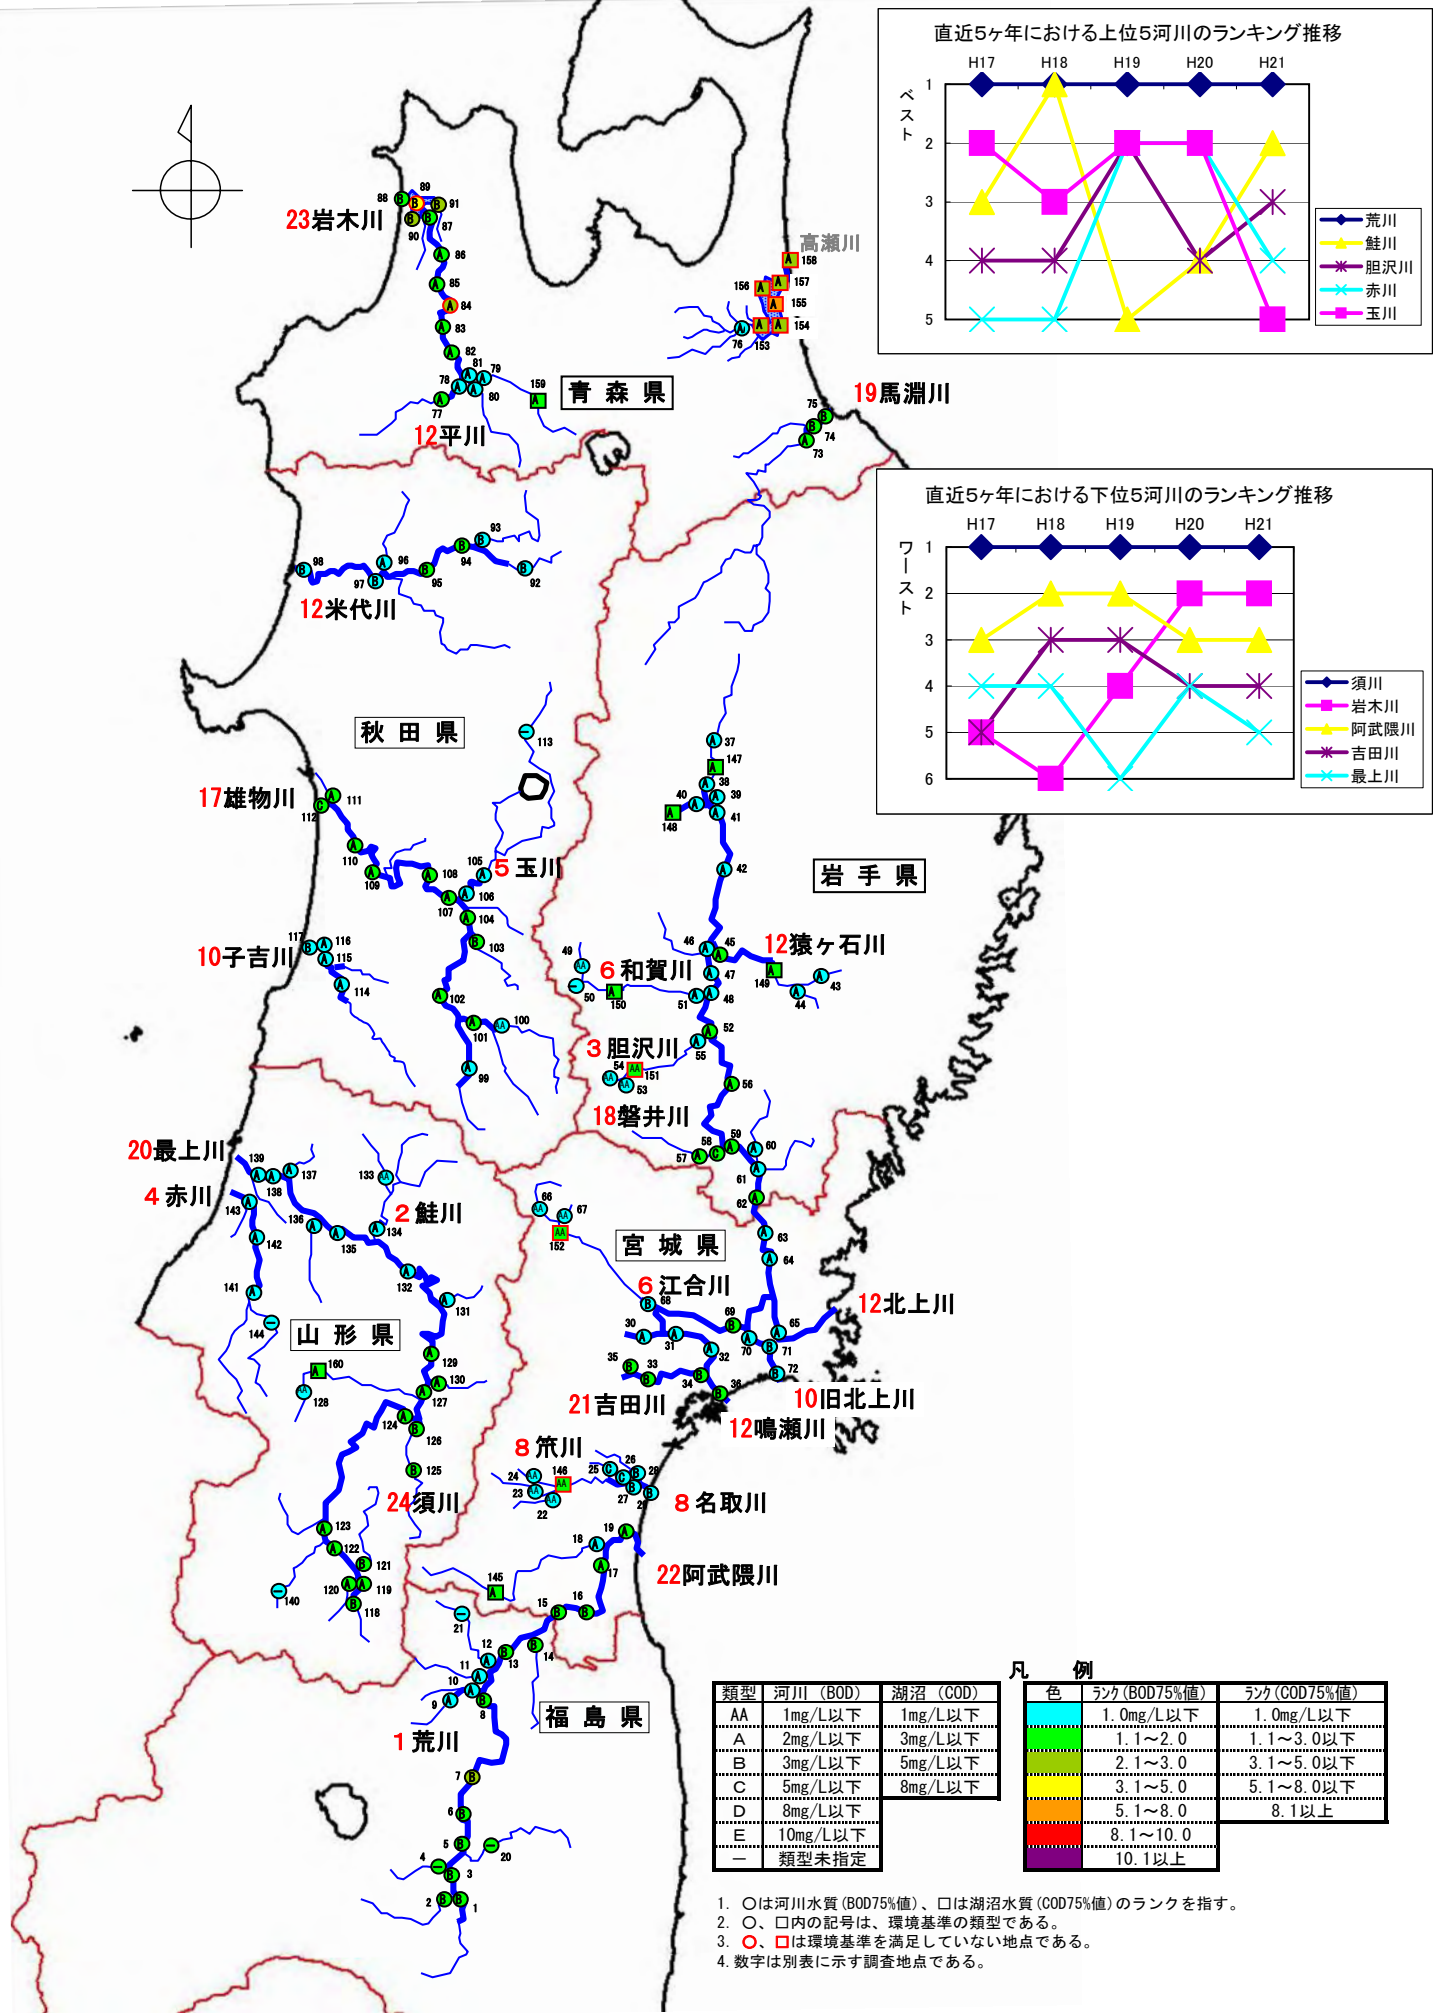 直近5ヶ年における上位5河川のランキング推移
H17 H18 H19 H20 H21
ベスト
1
2
3
4
5
荒川
鮭川
胆沢川
赤川
玉川
直近5ヶ年における下位5河川のランキング推移
H17 H18 H19 H20 H21
ワースト
1
2
3
4
5
6
須川
岩木川
阿武隈川
吉田川
最上川
23岩木川
高瀬川
青森県
19馬淵川
12平川
12米代川
秋田県
17雄物川
5 玉川
岩手県
10子吉川
12猿ヶ石川
6 和賀川
3 胆沢川
18磐井川
20最上川
4 赤川
2 鮭川
宮城県
6 江合川
12北上川
山形県
21吉田川
10旧北上川
12鳴瀬川
8 笊川
24須川
8 名取川
22阿武隈川
福島県
1 荒川
凡 例
類型 河川 (BOD) 湖沼 (COD)
AA 1mg/L以下 1mg/L以下
A 2mg/L以下 3mg/L以下
B 3mg/L以下 5mg/L以下
C 5mg/L以下 8mg/L以下
D 8mg/L以下
E 10mg/L以下
－ 類型未指定
色 ランク(BOD75%値) ランク(COD75%値)
1.0mg/L以下 1.0mg/L以下
1.1～2.0 1.1～3.0以下
2.1～3.0 3.1～5.0以下
3.1～5.0 5.1～8.0以下
5.1～8.0 8.1以上
8.1～10.0
10.1以上
1. ○は河川水質(BOD75%値)、□は湖沼水質(COD75%値)のランクを指す。
2. ○、□内の記号は、環境基準の類型である。
3. ○、□は環境基準を満足していない地点である。
4. 数字は別表に示す調査地点である。